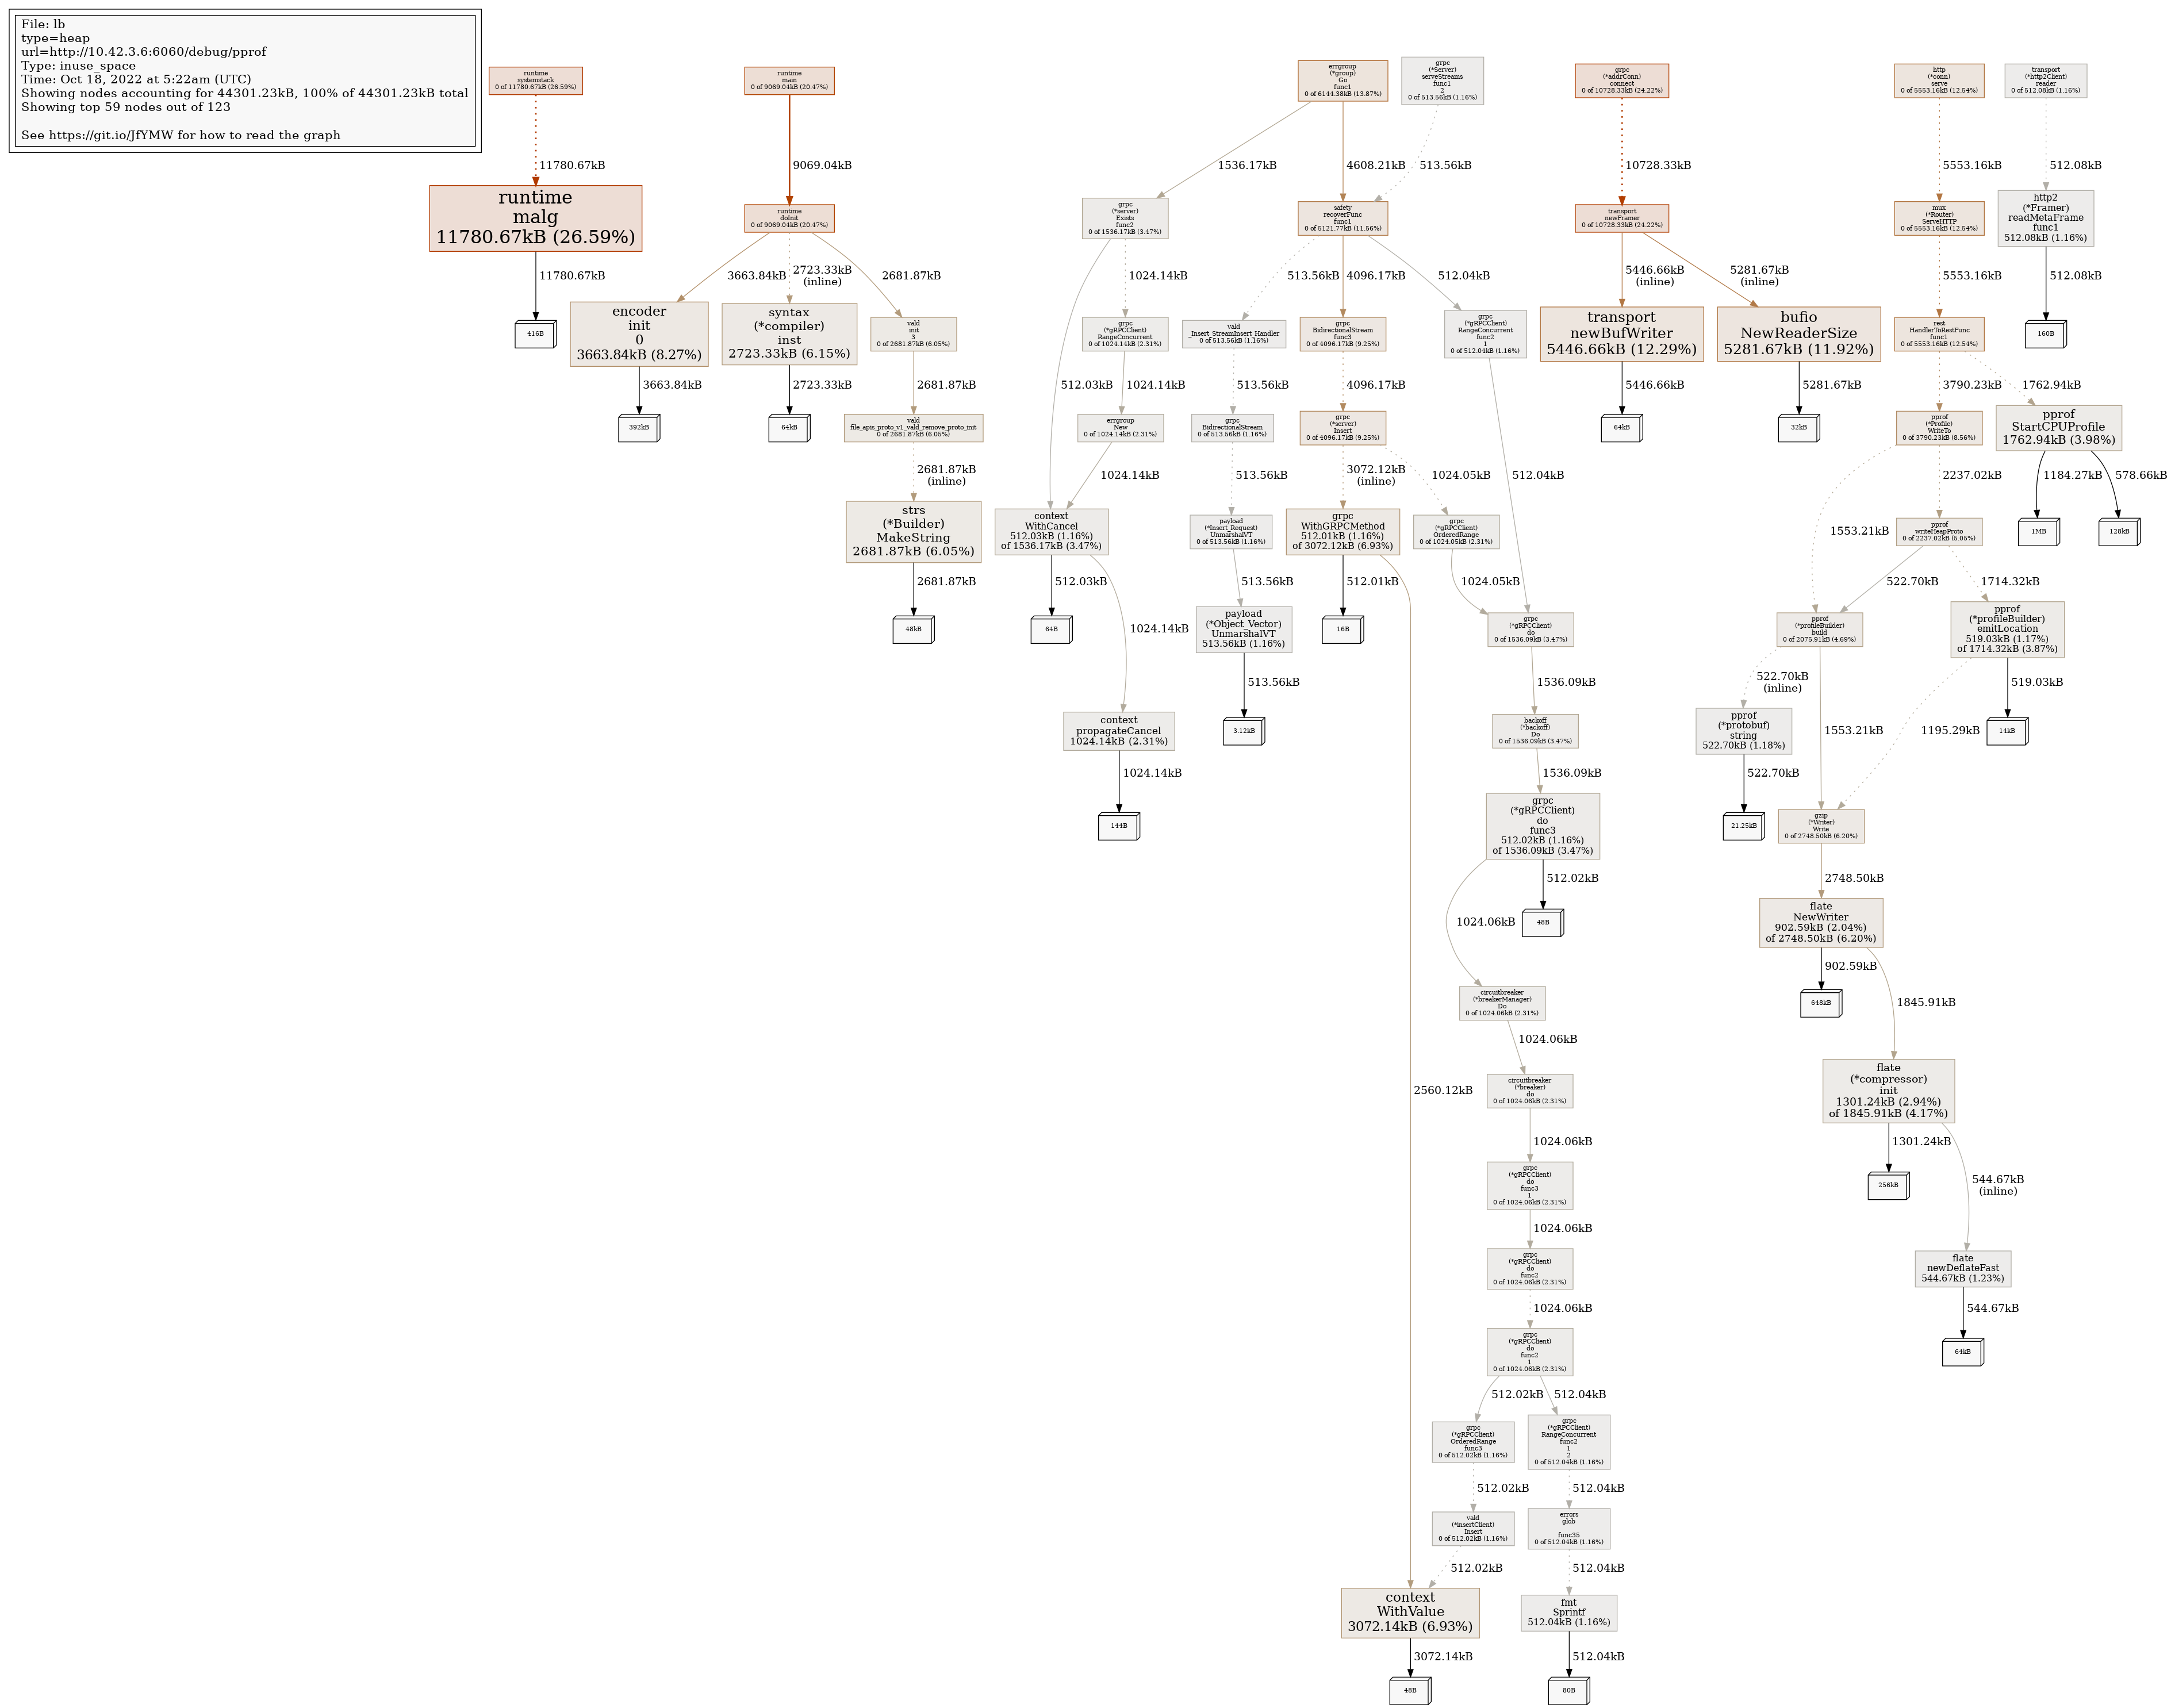 File: lb
type=heap
url=http://10.42.3.6:6060/debug/pprof
Type: inuse_space
Time: Oct 18, 2022 at 5:22am (UTC)
Showing nodes accounting for 44301.23kB, 100% of 44301.23kB total
Showing top 59 nodes out of 123
See https://git.io/JfYMW for how to read the graph
runtime
systemstack
0 of 11780.67kB (26.59%)
11780.67kB
runtime
malg
11780.67kB (26.59%)
11780.67kB
416B
runtime
main
0 of 9069.04kB (20.47%)
9069.04kB
runtime
doInit
0 of 9069.04kB (20.47%)
3663.84kB
2723.33kB
(inline)
2681.87kB
encoder
init
0
3663.84kB (8.27%)
3663.84kB
392kB
syntax
(*compiler)
inst
2723.33kB (6.15%)
2723.33kB
64kB
vald
init
3
0 of 2681.87kB (6.05%)
2681.87kB
vald
file_apis_proto_v1_vald_remove_proto_init
0 of 2681.87kB (6.05%)
2681.87kB
(inline)
strs
(*Builder)
MakeString
2681.87kB (6.05%)
2681.87kB
48kB
errgroup
(*group)
Go
func1
0 of 6144.38kB (13.87%)
1536.17kB
4608.21kB
grpc
(*Server)
serveStreams
func1
2
0 of 513.56kB (1.16%)
513.56kB
grpc
(*server)
Exists
func2
0 of 1536.17kB (3.47%)
512.03kB
1024.14kB
grpc
(*gRPCClient)
RangeConcurrent
0 of 1024.14kB (2.31%)
1024.14kB
errgroup
New
0 of 1024.14kB (2.31%)
1024.14kB
context
WithCancel
512.03kB (1.16%)
of 1536.17kB (3.47%)
512.03kB
64B
1024.14kB
context
propagateCancel
1024.14kB (2.31%)
1024.14kB
144B
safety
recoverFunc
func1
0 of 5121.77kB (11.56%)
513.56kB
4096.17kB
512.04kB
vald
_Insert_StreamInsert_Handler
0 of 513.56kB (1.16%)
513.56kB
grpc
BidirectionalStream
0 of 513.56kB (1.16%)
513.56kB
payload
(*Insert_Request)
UnmarshalVT
0 of 513.56kB (1.16%)
513.56kB
payload
(*Object_Vector)
UnmarshalVT
513.56kB (1.16%)
513.56kB
3.12kB
grpc
BidirectionalStream
func3
0 of 4096.17kB (9.25%)
4096.17kB
grpc
(*server)
Insert
0 of 4096.17kB (9.25%)
3072.12kB
(inline)
1024.05kB
grpc
WithGRPCMethod
512.01kB (1.16%)
of 3072.12kB (6.93%)
512.01kB
16B
2560.12kB
grpc
(*gRPCClient)
OrderedRange
0 of 1024.05kB (2.31%)
1024.05kB
grpc
(*gRPCClient)
RangeConcurrent
func2
1
0 of 512.04kB (1.16%)
512.04kB
grpc
(*gRPCClient)
do
0 of 1536.09kB (3.47%)
1536.09kB
backoff
(*backoff)
Do
0 of 1536.09kB (3.47%)
1536.09kB
grpc
(*gRPCClient)
do
func3
512.02kB (1.16%)
of 1536.09kB (3.47%)
1024.06kB
512.02kB
48B
circuitbreaker
(*breakerManager)
Do
0 of 1024.06kB (2.31%)
1024.06kB
circuitbreaker
(*breaker)
do
0 of 1024.06kB (2.31%)
1024.06kB
grpc
(*gRPCClient)
do
func3
1
0 of 1024.06kB (2.31%)
1024.06kB
grpc
(*gRPCClient)
do
func2
0 of 1024.06kB (2.31%)
1024.06kB
grpc
(*gRPCClient)
do
func2
1
0 of 1024.06kB (2.31%)
512.02kB
512.04kB
grpc
(*gRPCClient)
OrderedRange
func3
0 of 512.02kB (1.16%)
512.02kB
vald
(*insertClient)
Insert
0 of 512.02kB (1.16%)
512.02kB
context
WithValue
3072.14kB (6.93%)
3072.14kB
48B
grpc
(*gRPCClient)
RangeConcurrent
func2
1
2
0 of 512.04kB (1.16%)
512.04kB
errors
glob
func35
0 of 512.04kB (1.16%)
512.04kB
fmt
Sprintf
512.04kB (1.16%)
512.04kB
80B
grpc
(*addrConn)
connect
0 of 10728.33kB (24.22%)
10728.33kB
transport
newFramer
0 of 10728.33kB (24.22%)
5446.66kB
(inline)
5281.67kB
(inline)
transport
newBufWriter
5446.66kB (12.29%)
5446.66kB
64kB
bufio
NewReaderSize
5281.67kB (11.92%)
5281.67kB
32kB
http
(*conn)
serve
0 of 5553.16kB (12.54%)
5553.16kB
mux
(*Router)
ServeHTTP
0 of 5553.16kB (12.54%)
5553.16kB
rest
HandlerToRestFunc
func1
0 of 5553.16kB (12.54%)
3790.23kB
1762.94kB
pprof
(*Profile)
WriteTo
0 of 3790.23kB (8.56%)
1553.21kB
2237.02kB
pprof
StartCPUProfile
1762.94kB (3.98%)
1184.27kB
578.66kB
1MB
128kB
pprof
writeHeapProto
0 of 2237.02kB (5.05%)
522.70kB
1714.32kB
pprof
(*profileBuilder)
build
0 of 2075.91kB (4.69%)
522.70kB
(inline)
1553.21kB
pprof
(*profileBuilder)
emitLocation
519.03kB (1.17%)
of 1714.32kB (3.87%)
1195.29kB
519.03kB
14kB
pprof
(*protobuf)
string
522.70kB (1.18%)
522.70kB
21.25kB
gzip
(*Writer)
Write
0 of 2748.50kB (6.20%)
2748.50kB
flate
NewWriter
902.59kB (2.04%)
of 2748.50kB (6.20%)
902.59kB
648kB
1845.91kB
flate
(*compressor)
init
1301.24kB (2.94%)
of 1845.91kB (4.17%)
1301.24kB
256kB
544.67kB
(inline)
flate
newDeflateFast
544.67kB (1.23%)
544.67kB
64kB
transport
(*http2Client)
reader
0 of 512.08kB (1.16%)
512.08kB
http2
(*Framer)
readMetaFrame
func1
512.08kB (1.16%)
512.08kB
160B